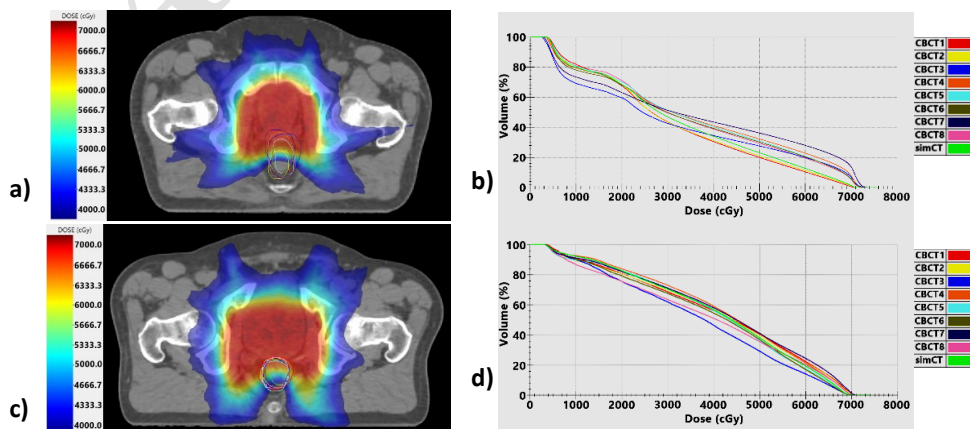 a)
DOSE (cGy)
7000.0
6666.7
6333.3
6000.0
5666.7
5333.3
5000.0
4666.7
4333.3
4000.0
b)
Volume (%)
100
80
60
40
20
0
0 1000 2000 3000 4000 5000 6000 7000 8000
Dose (cGy)
CBCT1
CBCT2
CBCT3
CBCT4
CBCT5
CBCT6
CBCT7
CBCT8
simCT
c)
DOSE (cGy)
7000.0
6666.7
6333.3
6000.0
5666.7
5333.3
5000.0
4666.7
4333.3
4000.0
d)
Volume (%)
100
80
60
40
20
0
0 1000 2000 3000 4000 5000 6000 7000 8000
Dose (cGy)
CBCT1
CBCT2
CBCT3
CBCT4
CBCT5
CBCT6
CBCT7
CBCT8
simCT